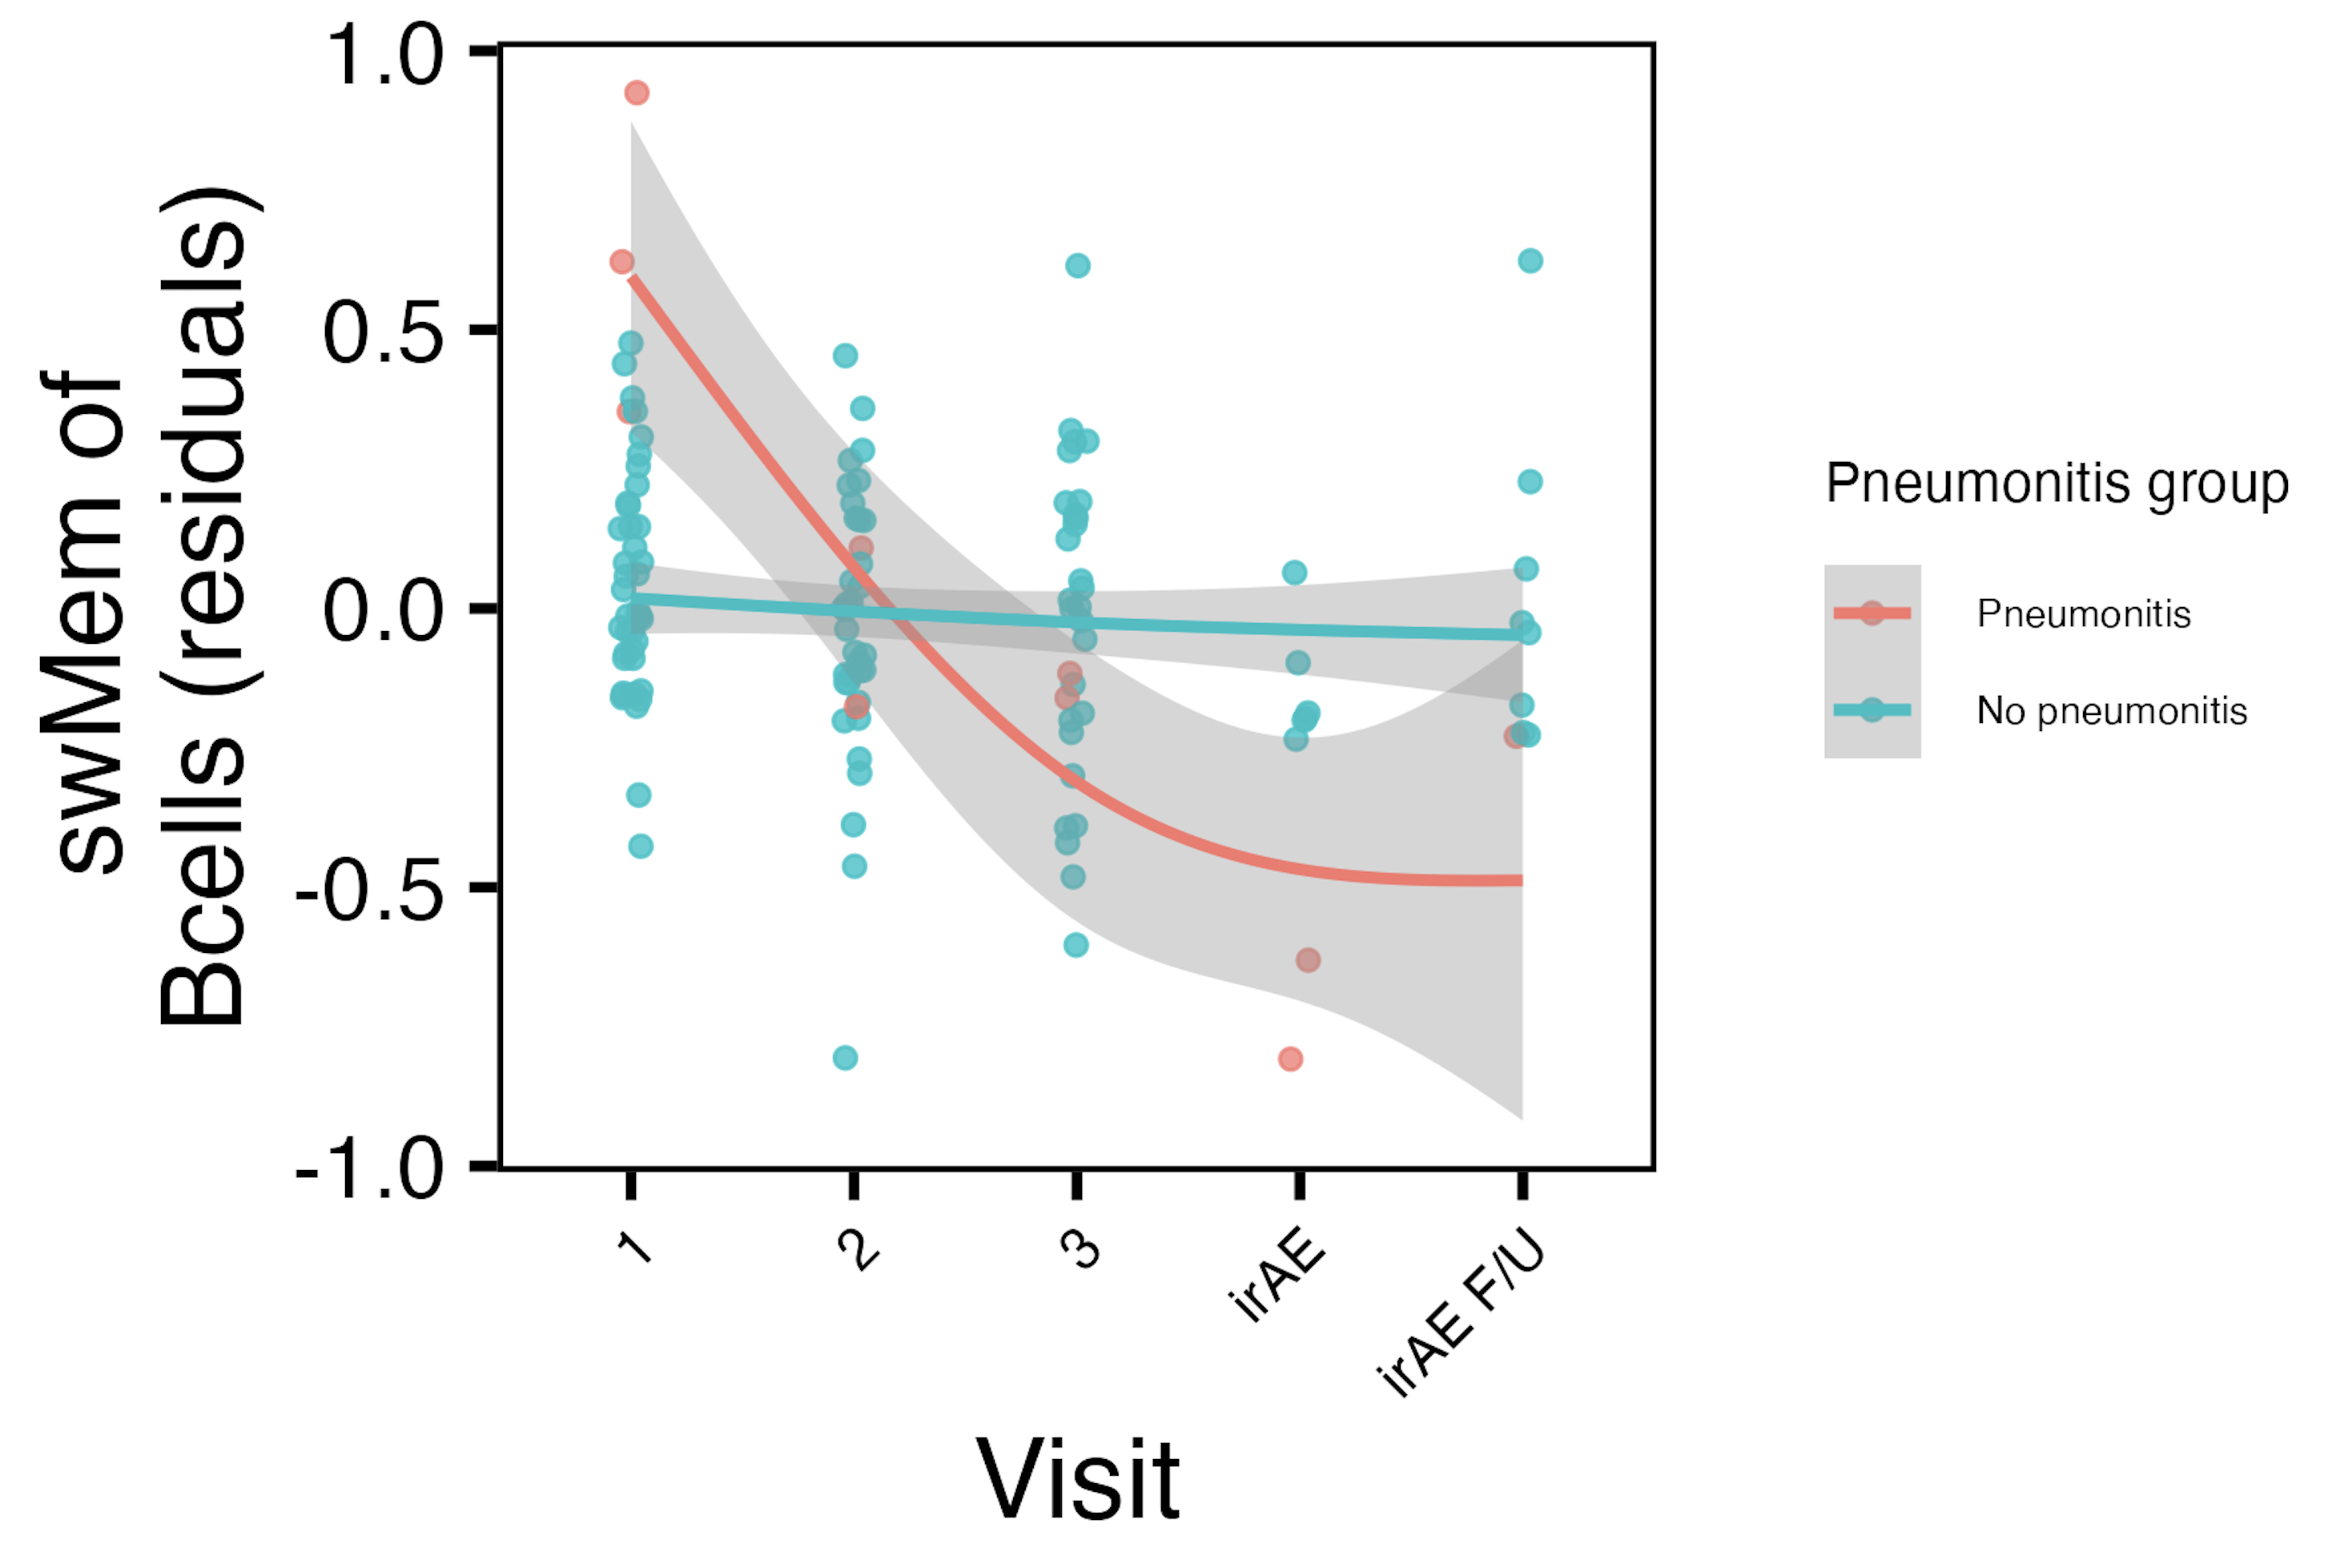 swMem of
Bcells (residuals)
1.0
0.5
0.0
-0.5
-1.0
1
2
3
irAE
irAE F/U
Visit
Pneumonitis group
Pneumonitis
No pneumonitis